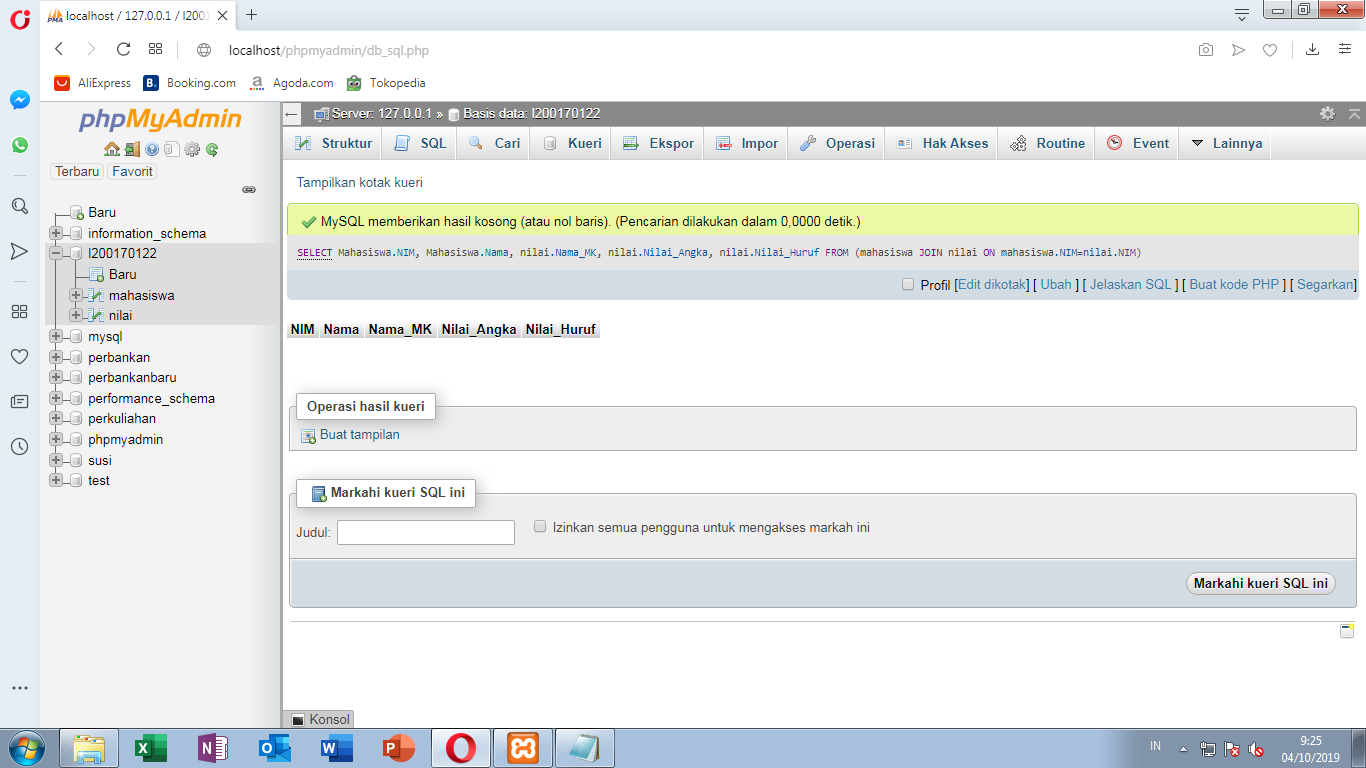 localhost / 127.0.0.1 / l2001
localhost/phpmyadmin/db_sql.php
AliExpress
Booking.com
Agoda.com
Tokopedia
phpMyAdmin
Terbaru
Favorit
Baru
information_schema
l200170122
Baru
mahasiswa
nilai
mysql
perbankan
perbankanbaru
performance_schema
perkuliahan
phpmyadmin
susi
test
Server: 127.0.0.1 » Basis data: l200170122
Struktur
SQL
Cari
Kueri
Ekspor
Impor
Operasi
Hak Akses
Routine
Event
Lainnya
Tampilkan kotak kueri
MySQL memberikan hasil kosong (atau nol baris). (Pencarian dilakukan dalam 0,0000 detik.)
SELECT Mahasiswa.NIM, Mahasiswa.Nama, nilai.Nama_MK, nilai.Nilai_Angka, nilai.Nilai_Huruf FROM (mahasiswa JOIN nilai ON mahasiswa.NIM=nilai.NIM)
Profil [Edit dikotak] [ Ubah ] [ Jelaskan SQL ] [ Buat kode PHP ] [ Segarkan]
NIM Nama Nama_MK Nilai_Angka Nilai_Huruf
Operasi hasil kueri
Buat tampilan
Markahi kueri SQL ini
Judul:
Izinkan semua pengguna untuk mengakses markah ini
Markahi kueri SQL ini
Konsol
IN
9:25
04/10/2019